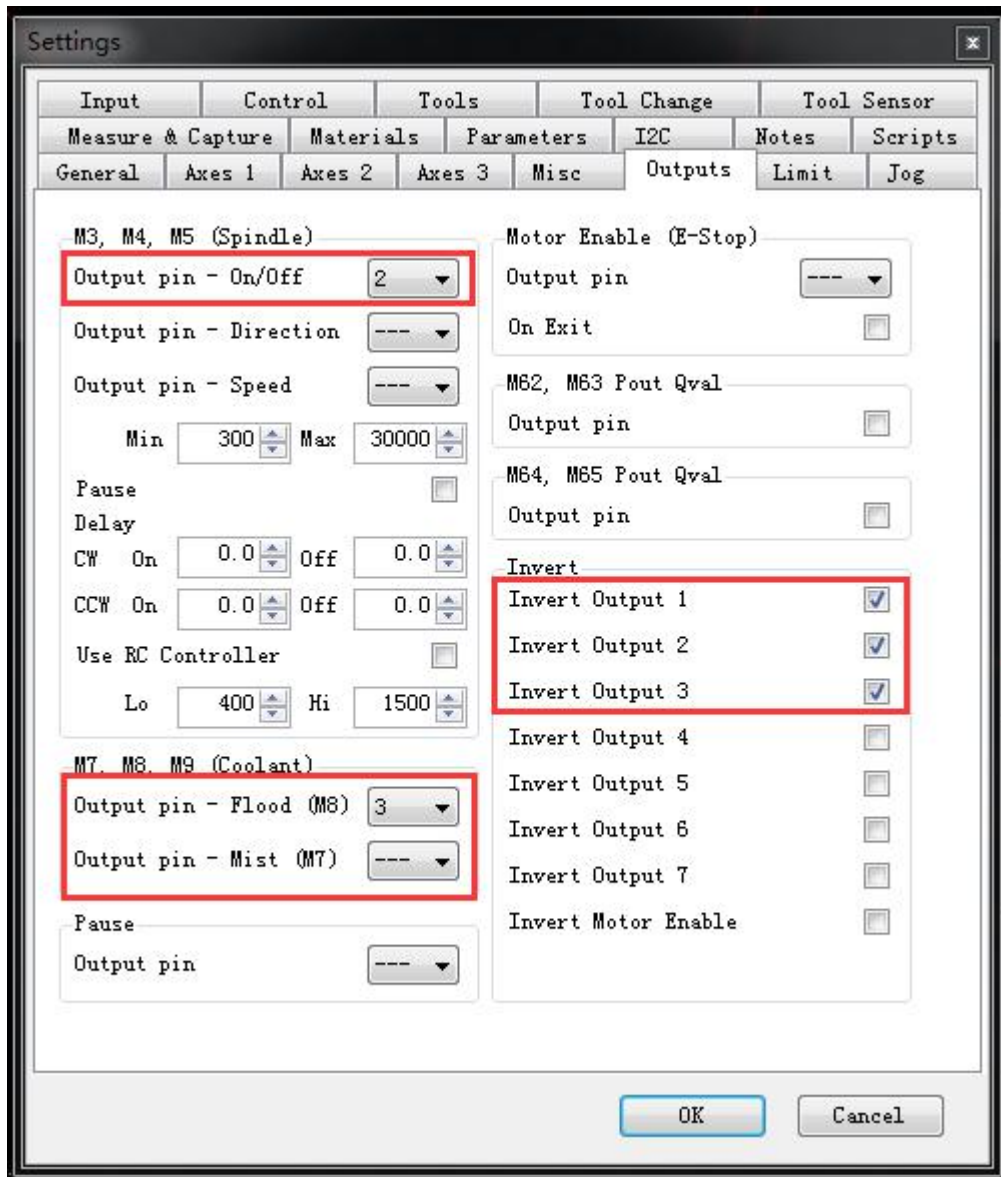 Settings
Input Control Tools Tool Change Tool Sensor
Measure & Capture Materials Parameters I2C Notes Scripts
General Axes 1 Axes 2 Axes 3 Misc Outputs Limit Jog
M3, M4, M5 (Spindle)
Output pin - On/Off 2
Output pin - Direction ---
Output pin - Speed ---
Min 300 Max 30000
Pause
Delay
CW On 0.0 Off 0.0
CCW On 0.0 Off 0.0
Use RC Controller
Lo 400 Hi 1500
M7, M8, M9 (Coolant)
Output pin - Flood (M8) 3
Output pin - Mist (M7) ---
Pause
Output pin ---
Motor Enable (E-Stop)
Output pin ---
On Exit
M62, M63 Pout Qval
Output pin
M64, M65 Pout Qval
Output pin
Invert
Invert Output 1
Invert Output 2
Invert Output 3
Invert Output 4
Invert Output 5
Invert Output 6
Invert Output 7
Invert Motor Enable
OK Cancel